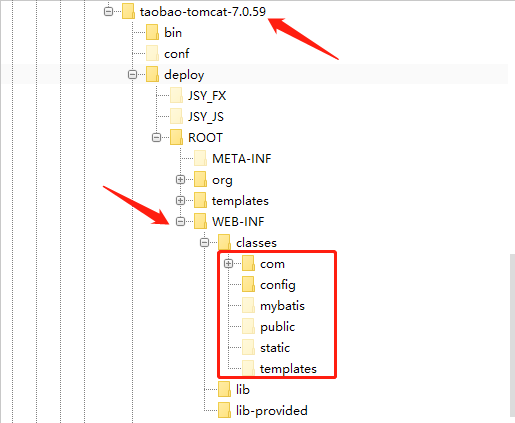 taobao-tomcat-7.0.59
bin
conf
deploy
JSY_FX
JSY_JS
ROOT
META-INF
org
templates
WEB-INF
classes
com
config
mybatis
public
static
templates
lib
lib-provided